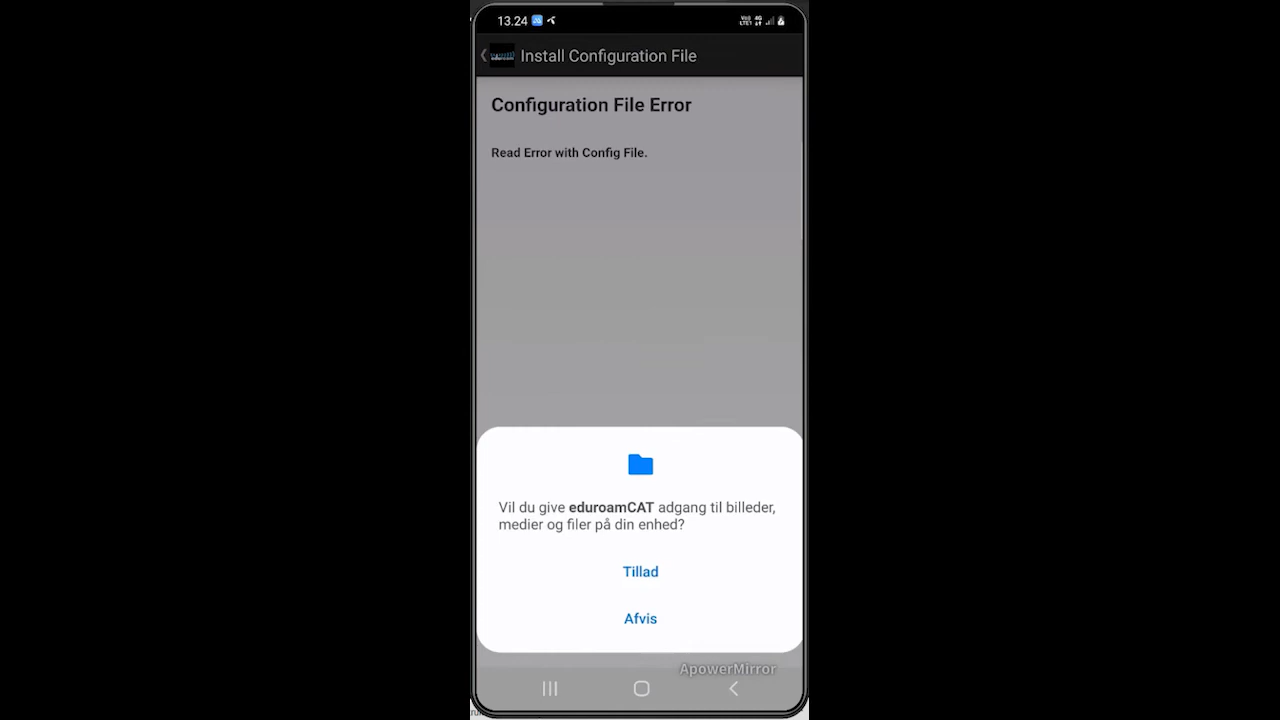 13.24
Install Configuration File
Configuration File Error
Read Error with Config File.
Vil du give eduroamCAT adgang til billeder,
medier og filer på din enhed?
Tillad
Afvis
ApowerMirror